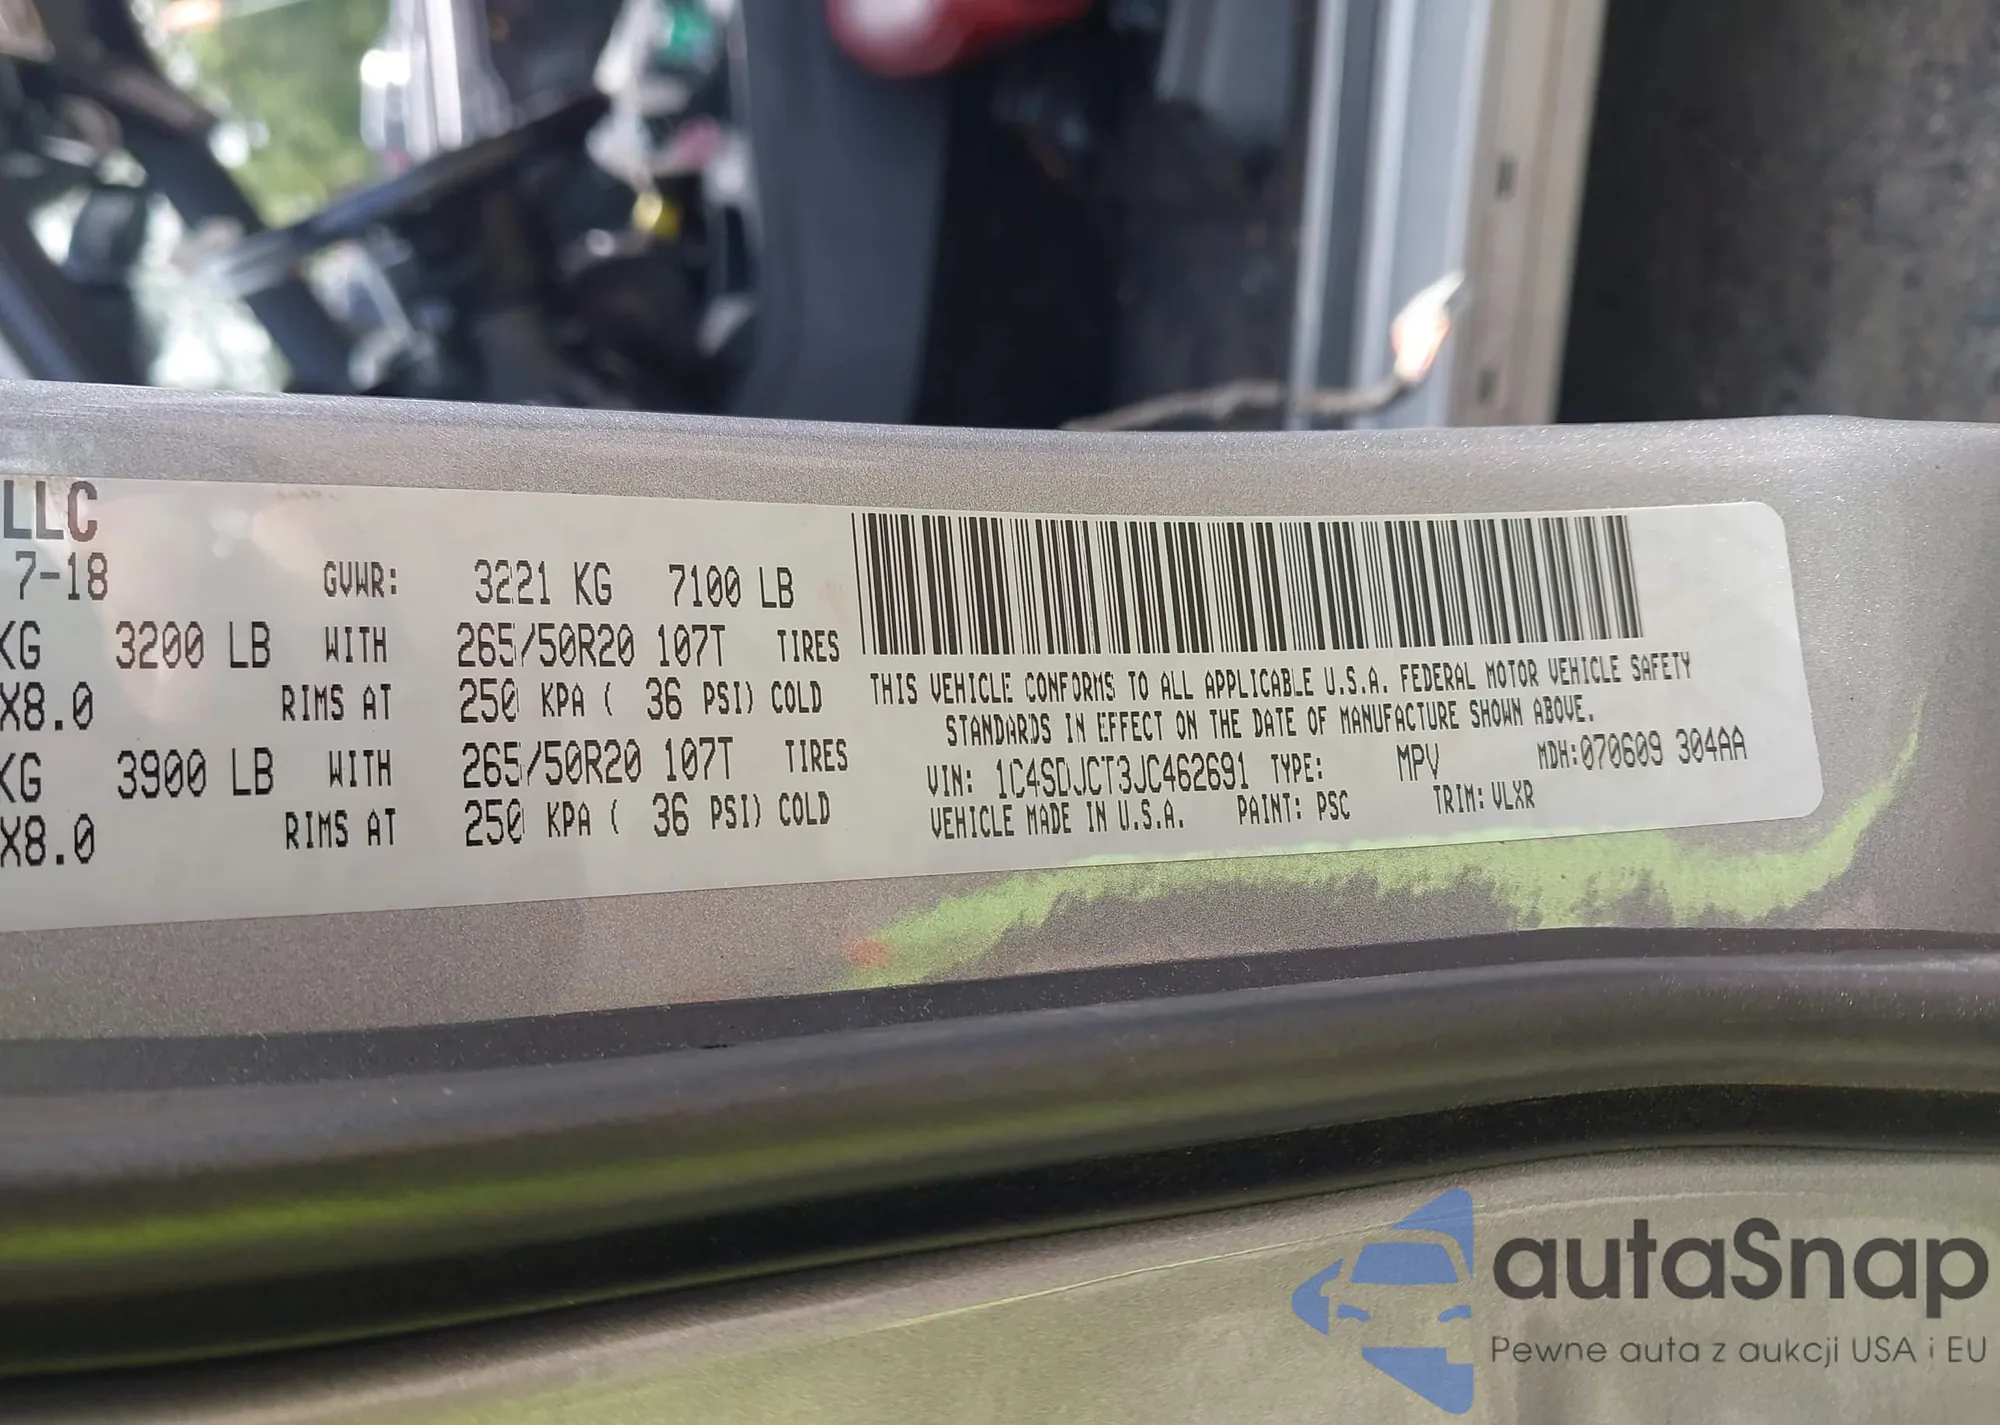 LLC
7-18 GVWR: 3221 KG 7100 LB
KG 3200 LB WITH 265/50R20 107T TIRES
X8.0 RIMS AT 250 KPA ( 36 PSI) COLD
KG 3900 LB WITH 265/50R20 107T TIRES
X8.0 RIMS AT 250 KPA ( 36 PSI) COLD
THIS VEHICLE CONFORMS TO ALL APPLICABLE U.S.A. FEDERAL MOTOR VEHICLE SAFETY
STANDARDS IN EFFECT ON THE DATE OF MANUFACTURE SHOWN ABOVE.
VIN: 1C4SDJCT3JC462691 TYPE: MPV MDH:070609 304AA
VEHICLE MADE IN U.S.A. PAINT: PSC TRIM: VLXR
autaSnap
Pewne auta z aukcji USA i EU